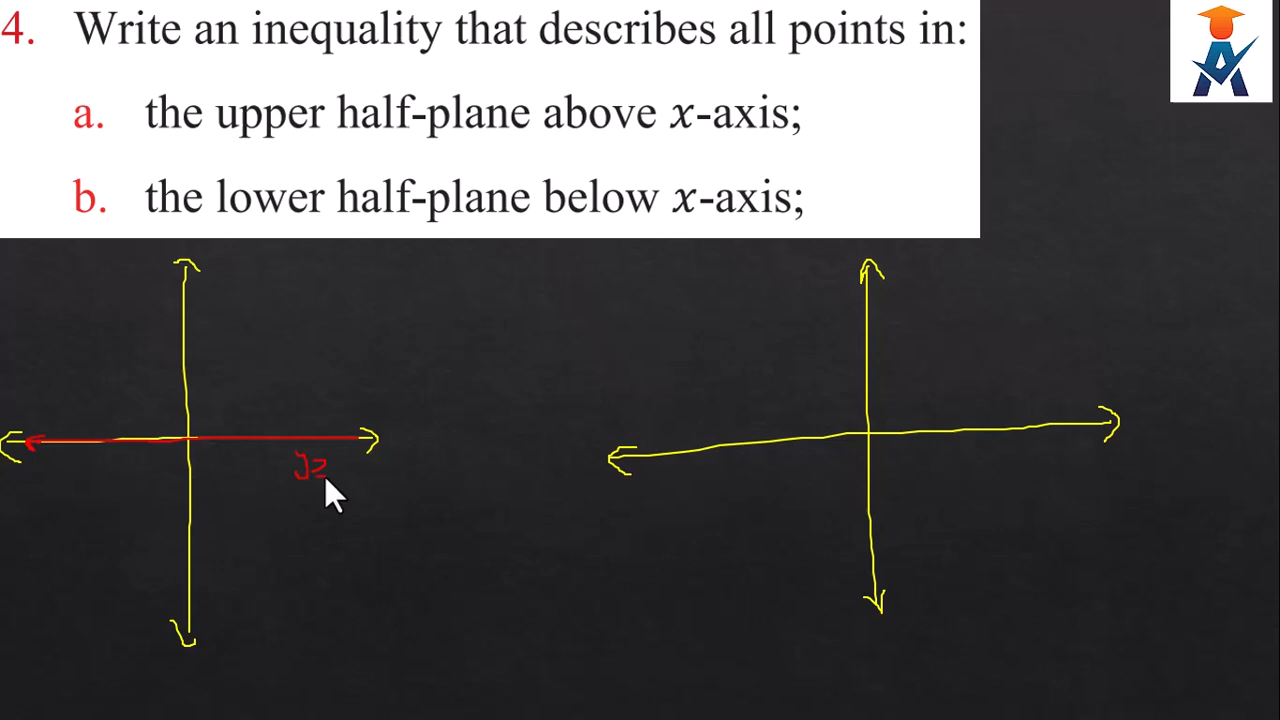 4. Write an inequality that describes all points in:
a. the upper half-plane above x-axis;
b. the lower half-plane below x-axis;
y=